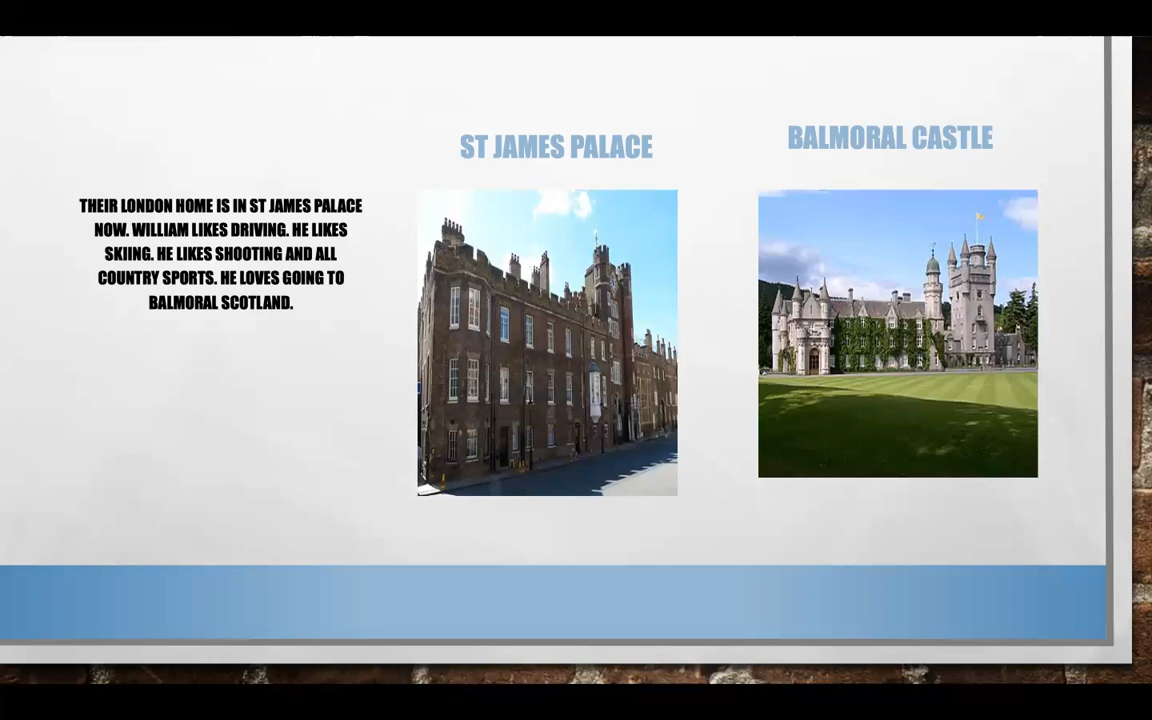 ST JAMES PALACE
BALMORAL CASTLE
THEIR LONDON HOME IS IN ST JAMES PALACE
NOW. WILLIAM LIKES DRIVING. HE LIKES
SKIING. HE LIKES SHOOTING AND ALL
COUNTRY SPORTS. HE LOVES GOING TO
BALMORAL SCOTLAND.